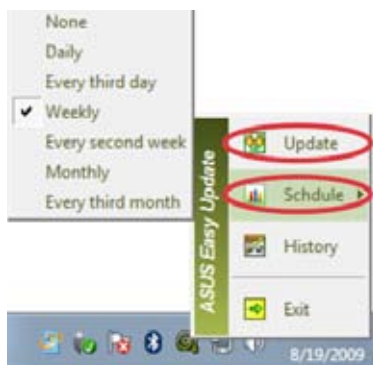 None
Daily
Every third day
Weekly
Every second week
Monthly
Every third month
ASUS Easy Update
Update
Schdule
History
Exit
8/19/2009